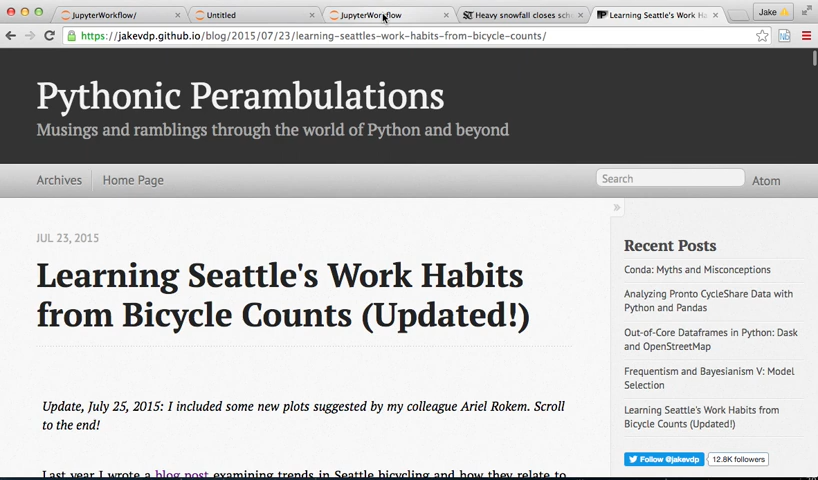 JupyterWorkflow/
Untitled
JupyterWorkflow
ST Heavy snowfall closes sch
Learning Seattle's Work Ha
Jake
https://jakevdp.github.io/blog/2015/07/23/learning-seattles-work-habits-from-bicycle-counts/
Nb
Pythonic Perambulations
Musings and ramblings through the world of Python and beyond
Archives
Home Page
Search
Atom
»
JUL 23, 2015
Learning Seattle's Work Habits
from Bicycle Counts (Updated!)
Update, July 25, 2015: I included some new plots suggested by my colleague Ariel Rokem. Scroll
to the end!
Last year I wrote a blog post examining trends in Seattle bicycling and how they relate to
Recent Posts
Conda: Myths and Misconceptions
Analyzing Pronto CycleShare Data with
Python and Pandas
Out-of-Core Dataframes in Python: Dask
and OpenStreetMap
Frequentism and Bayesianism V: Model
Selection
Learning Seattle's Work Habits from
Bicycle Counts (Updated!)
Follow @jakevdp
12.8K followers